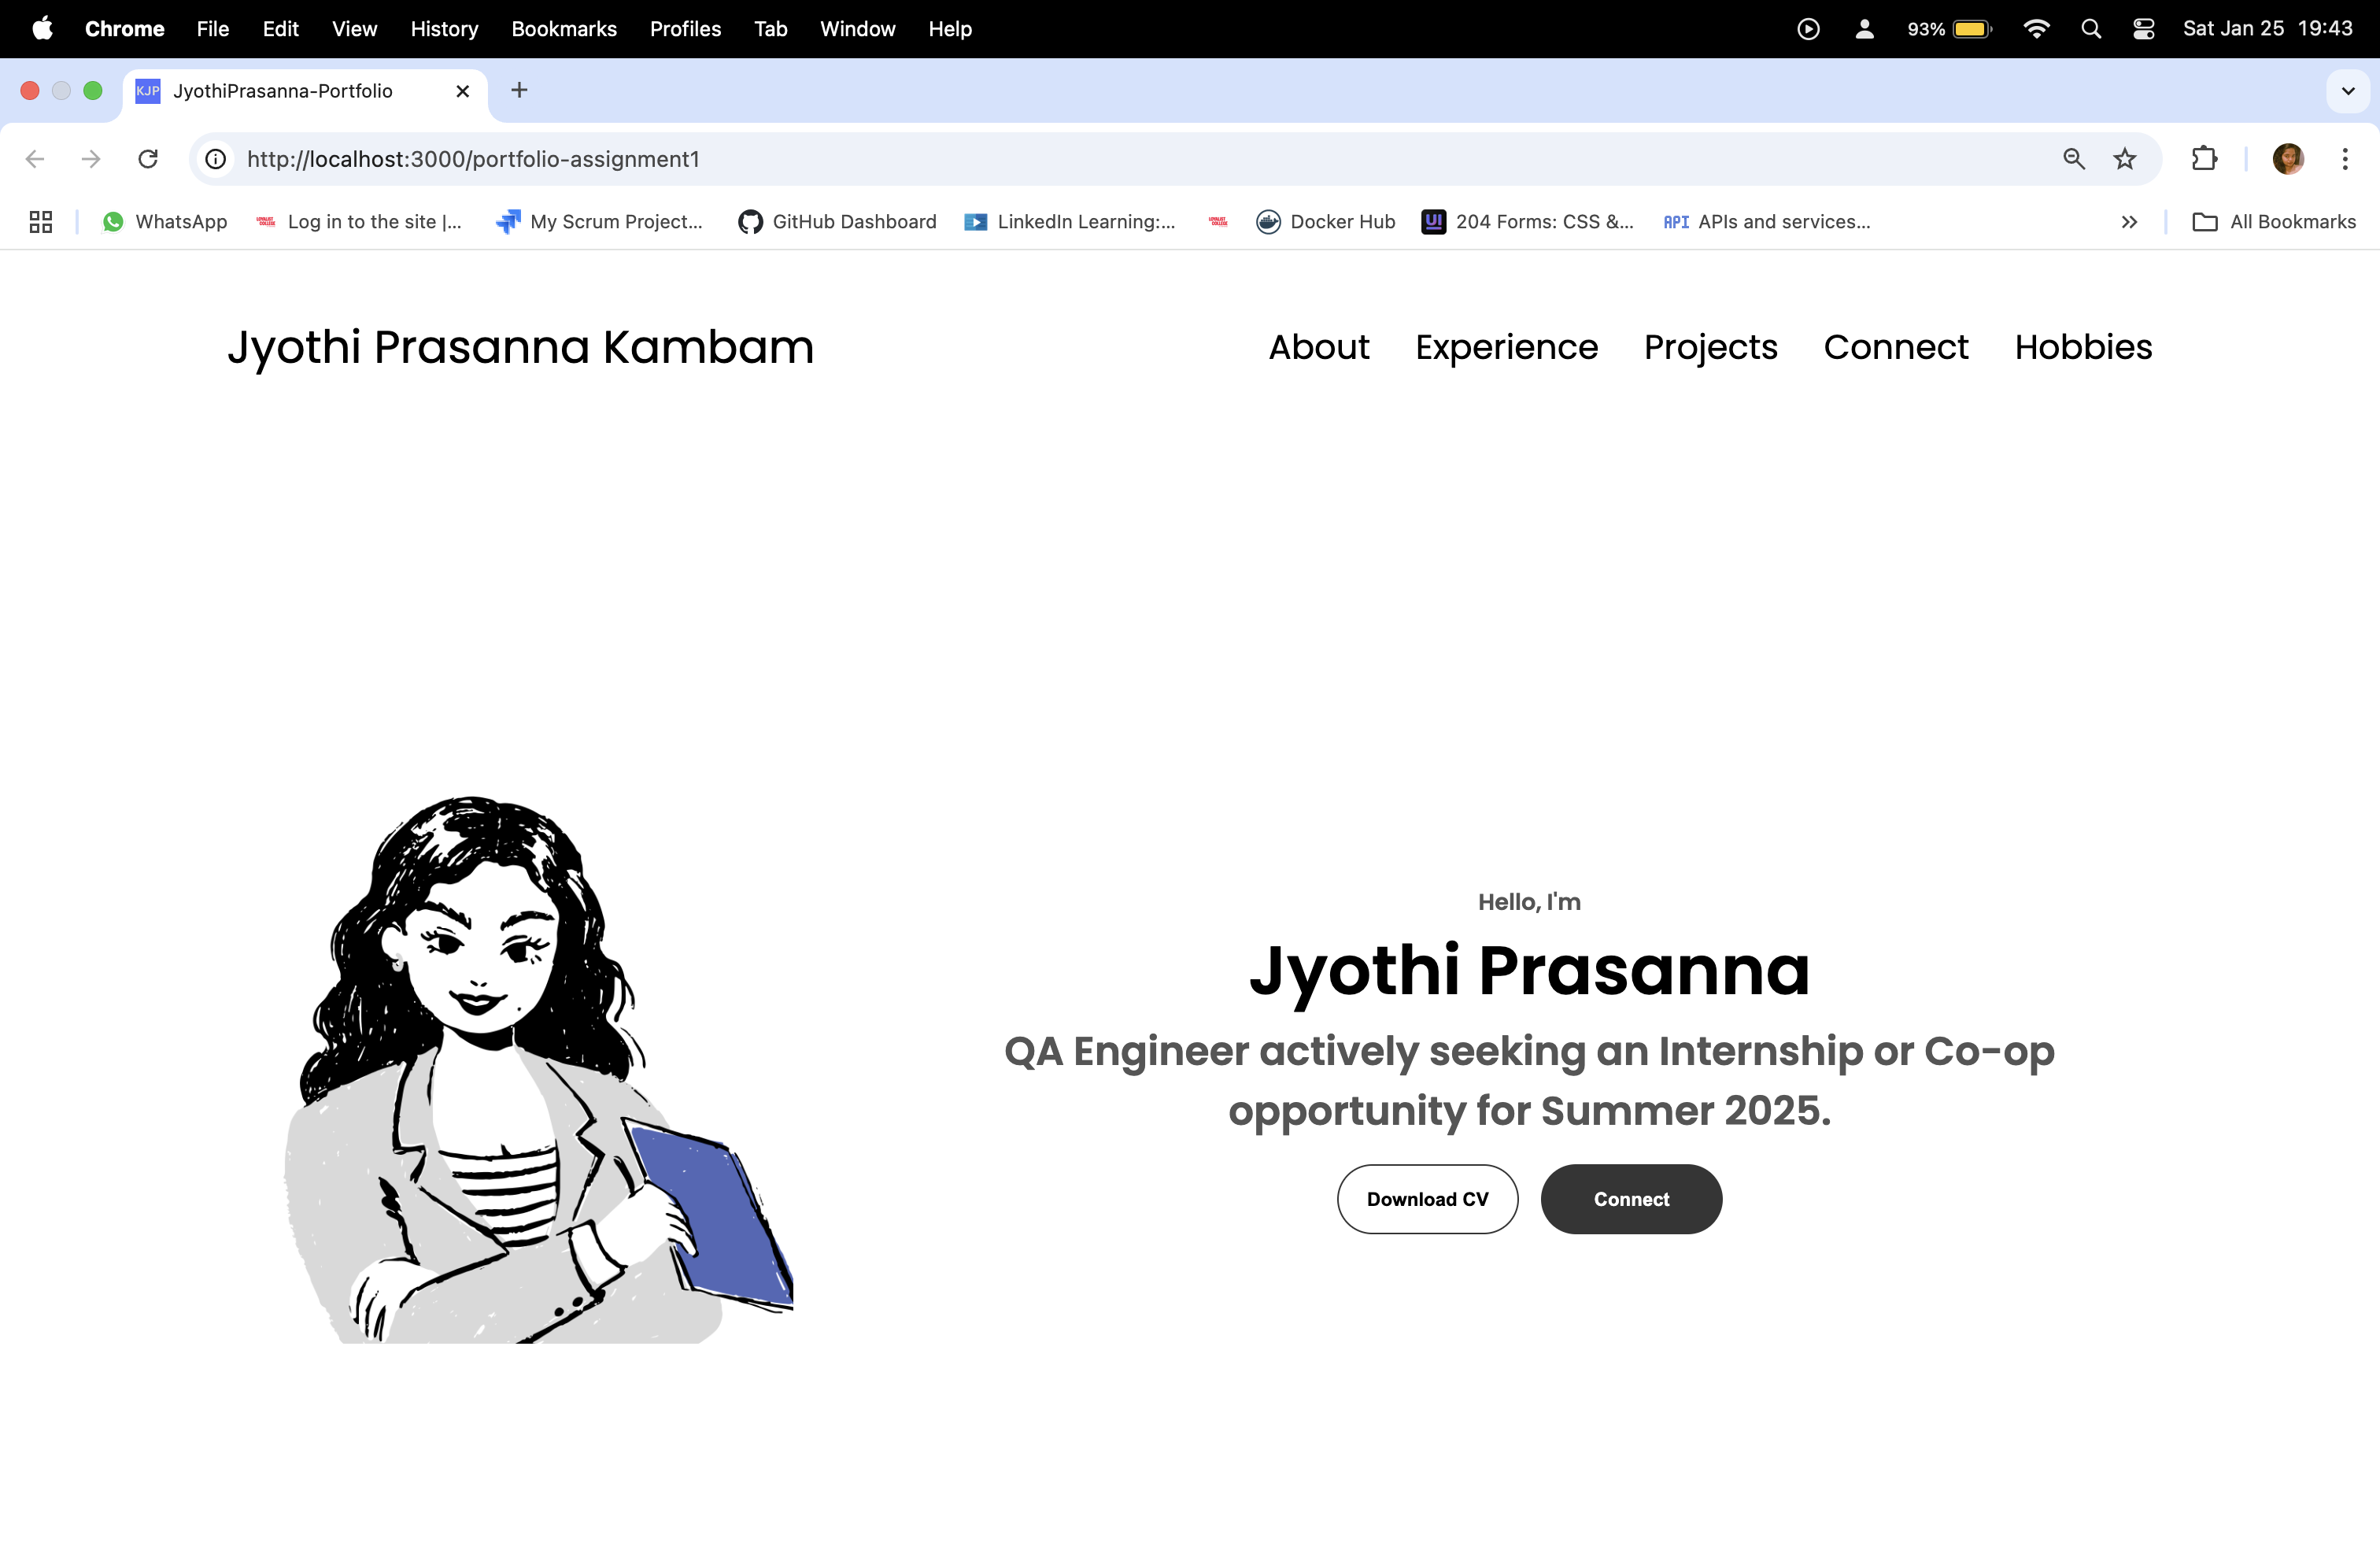 Chrome File Edit View History Bookmarks Profiles Tab Window Help 93% Sat Jan 25 19:43
KJP JyothiPrasanna-Portfolio
http://localhost:3000/portfolio-assignment1
WhatsApp Log in to the site |... My Scrum Project... GitHub Dashboard LinkedIn Learning:... Docker Hub UI 204 Forms: CSS &... API APIs and services... All Bookmarks
Jyothi Prasanna Kambam About Experience Projects Connect Hobbies
Hello, I'm
Jyothi Prasanna
QA Engineer actively seeking an Internship or Co-op
opportunity for Summer 2025.
Download CV Connect